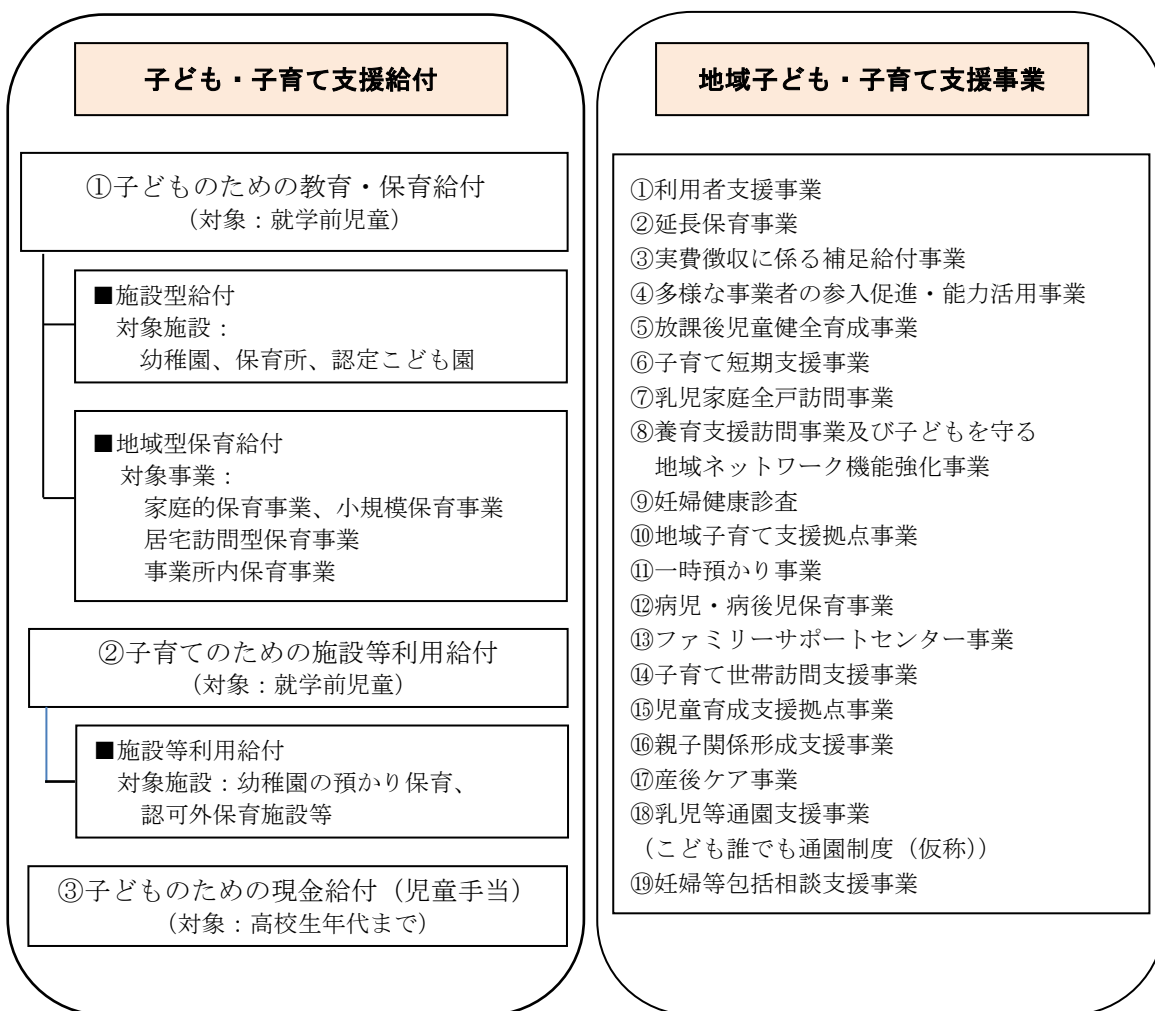 子ども・子育て支援給付
①子どものための教育・保育給付
（対象：就学前児童）
■施設型給付
対象施設：
幼稚園、保育所、認定こども園
■地域型保育給付
対象事業：
家庭的保育事業、小規模保育事業
居宅訪問型保育事業
事業所内保育事業
②子育てのための施設等利用給付
（対象：就学前児童）
■施設等利用給付
対象施設：幼稚園の預かり保育、
認可外保育施設等
③子どものための現金給付（児童手当）
（対象：高校生年代まで）
地域子ども・子育て支援事業
①利用者支援事業
②延長保育事業
③実費徴収に係る補足給付事業
④多様な事業者の参入促進・能力活用事業
⑤放課後児童健全育成事業
⑥子育て短期支援事業
⑦乳児家庭全戸訪問事業
⑧養育支援訪問事業及び子どもを守る
地域ネットワーク機能強化事業
⑨妊婦健康診査
⑩地域子育て支援拠点事業
⑪一時預かり事業
⑫病児・病後児保育事業
⑬ファミリーサポートセンター事業
⑭子育て世帯訪問支援事業
⑮児童育成支援拠点事業
⑯親子関係形成支援事業
⑰産後ケア事業
⑱乳児等通園支援事業
（こども誰でも通園制度（仮称））
⑲妊婦等包括相談支援事業